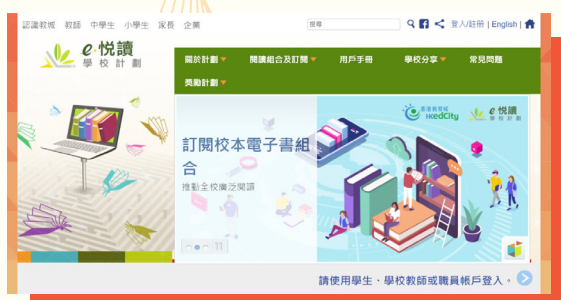 認識教城 教師 中學生 小學生 家長 企業
搜尋
登入/註冊 | English |
e悅讀
學校計劃
關於計劃 閱讀組合及訂閱 用戶手冊 學校分享 常見問題
獎勵計劃
香港教育城
HKedCity
e悅讀
學校計劃
訂閱校本電子書組
合
推動全校廣泛閱讀
請使用學生、學校教師或職員帳戶登入。